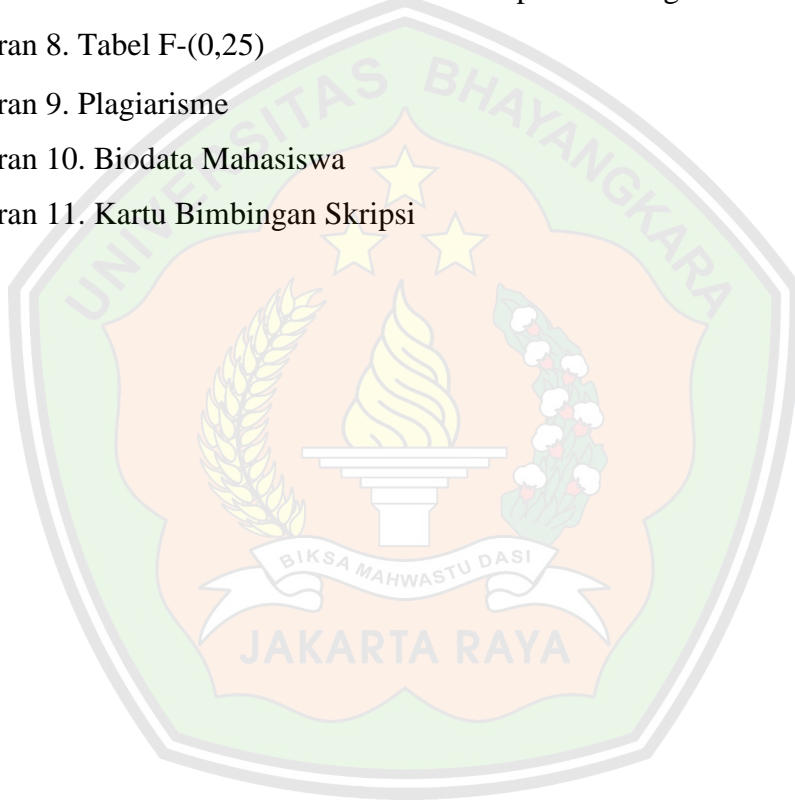 ran 8. Tabel F-(0,25)
ran 9. Plagiarisme
ran 10. Biodata Mahasiswa
ran 11. Kartu Bimbingan Skripsi
UNIVERSITAS BHAYANGKARA
BIKSA MAHWASTU DASI
JAKARTA RAYA